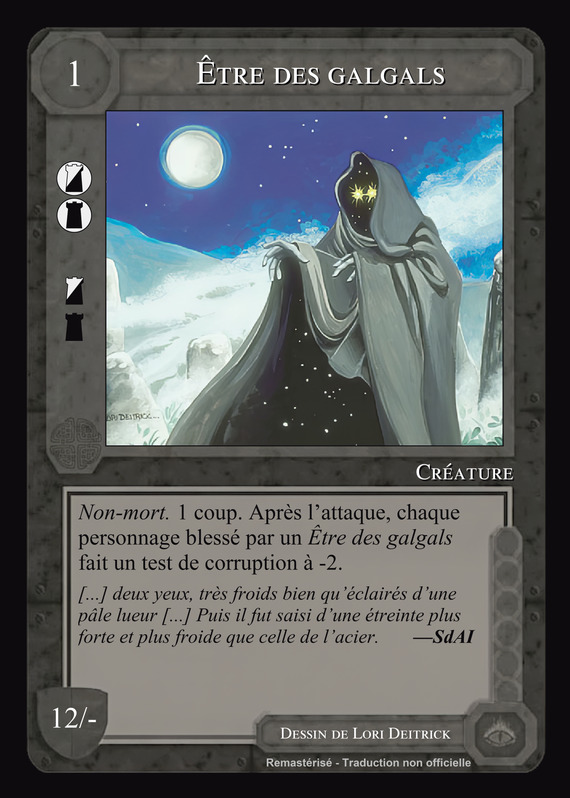 1
ÊTRE DES GALGALS
CRÉATURE
Non-mort. 1 coup. Après l'attaque, chaque
personnage blessé par un Être des galgals
fait un test de corruption à -2.
[...] deux yeux, très froids bien qu'éclairés d'une
pâle lueur [...] Puis il fut saisi d'une étreinte plus
forte et plus froide que celle de l'acier. —SdAI
12/-
DESSIN DE LORI DEITRICK
Remastérisé - Traduction non officielle